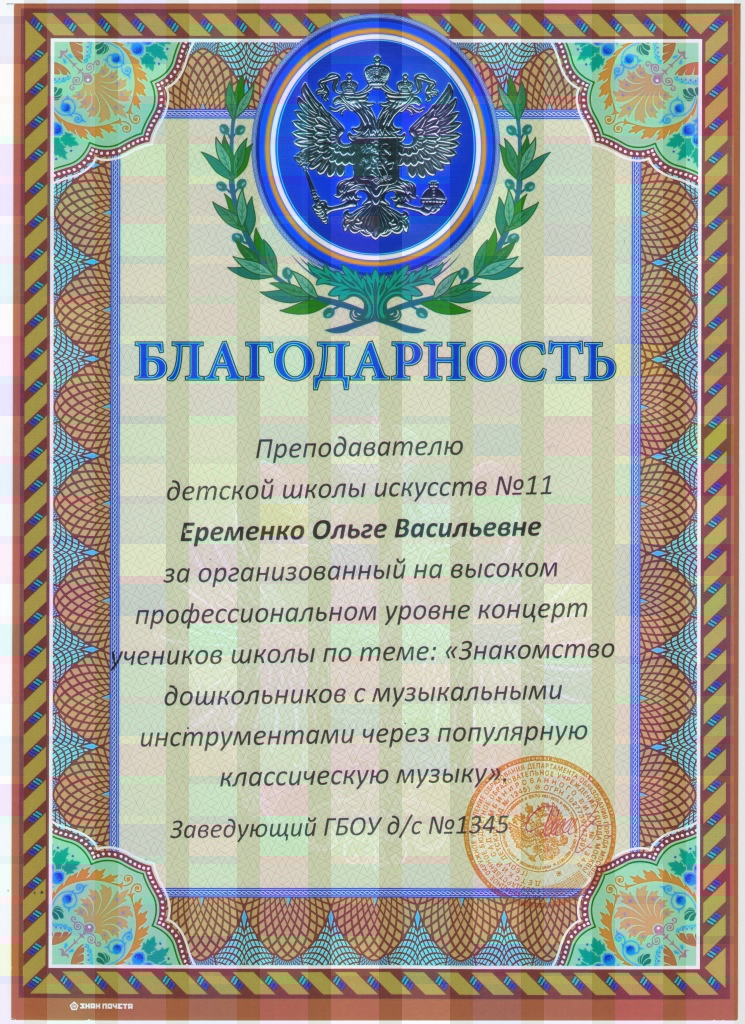 БЛАГОДАРНОСТЬ
Преподавателю
детской школы искусств №11
Еременко Ольге Васильевне
за организованный на высоком
профессиональном уровне концерт
учеников школы по теме: «Знакомство
дошкольников с музыкальными
инструментами через популярную
классическую музыку».
Заведующий ГБОУ д/с №1345
ЗНАК ПОЧЕТА